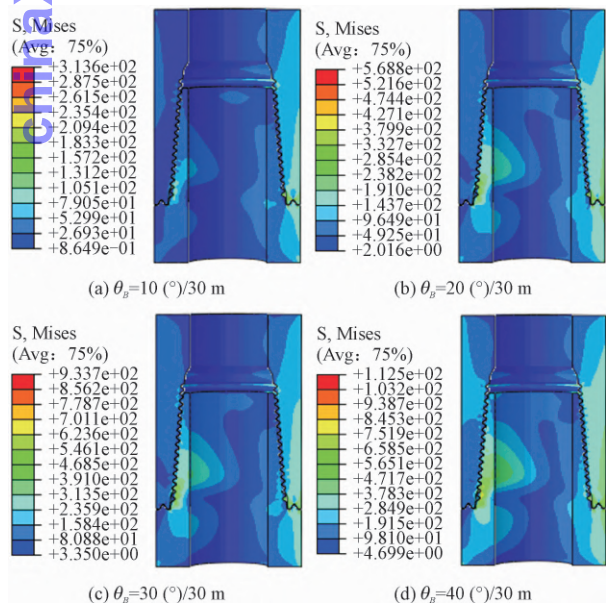 S, Mises
(Avg: 75%)
+3.136e+02
+2.875e+02
+2.615e+02
+2.354e+02
+2.094e+02
+1.833e+02
+1.572e+02
+1.312e+02
+1.051e+02
+7.905e+01
+5.299e+01
+2.693e+01
+8.649e−01
(a) θB=10 (°)/30 m
S, Mises
(Avg: 75%)
+5.688e+02
+5.216e+02
+4.744e+02
+4.271e+02
+3.799e+02
+3.327e+02
+2.854e+02
+2.382e+02
+1.910e+02
+1.437e+02
+9.649e+01
+4.925e+01
+2.016e+00
(b) θB=20 (°)/30 m
S, Mises
(Avg: 75%)
+9.337e+02
+8.562e+02
+7.787e+02
+7.011e+02
+6.236e+02
+5.461e+02
+4.685e+02
+3.910e+02
+3.135e+02
+2.359e+02
+1.584e+02
+8.088e+01
+3.350e+00
(c) θB=30 (°)/30 m
S, Mises
(Avg: 75%)
+1.125e+02
+1.032e+02
+9.387e+02
+8.453e+02
+7.519e+02
+6.585e+02
+5.651e+02
+4.717e+02
+3.783e+02
+2.849e+02
+1.915e+02
+9.810e+01
+4.699e+00
(d) θB=40 (°)/30 m